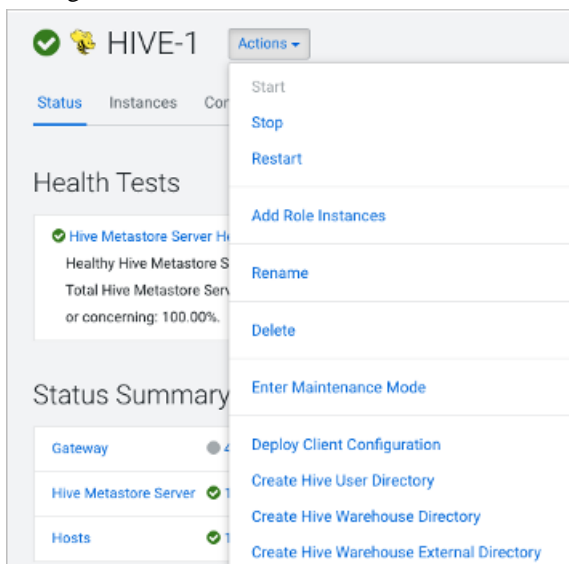 HIVE-1
Actions
Status Instances
Start
Stop
Restart
Health Tests
Add Role Instances
Hive Metastore Server
Healthy Hive Metastore
Total Hive Metastore
or concerning: 100.00%.
Rename
Delete
Status Summary
Enter Maintenance Mode
Gateway
Hive Metastore Server 1
Hosts 1
Deploy Client Configuration
Create Hive User Directory
Create Hive Warehouse Directory
Create Hive Warehouse External Directory